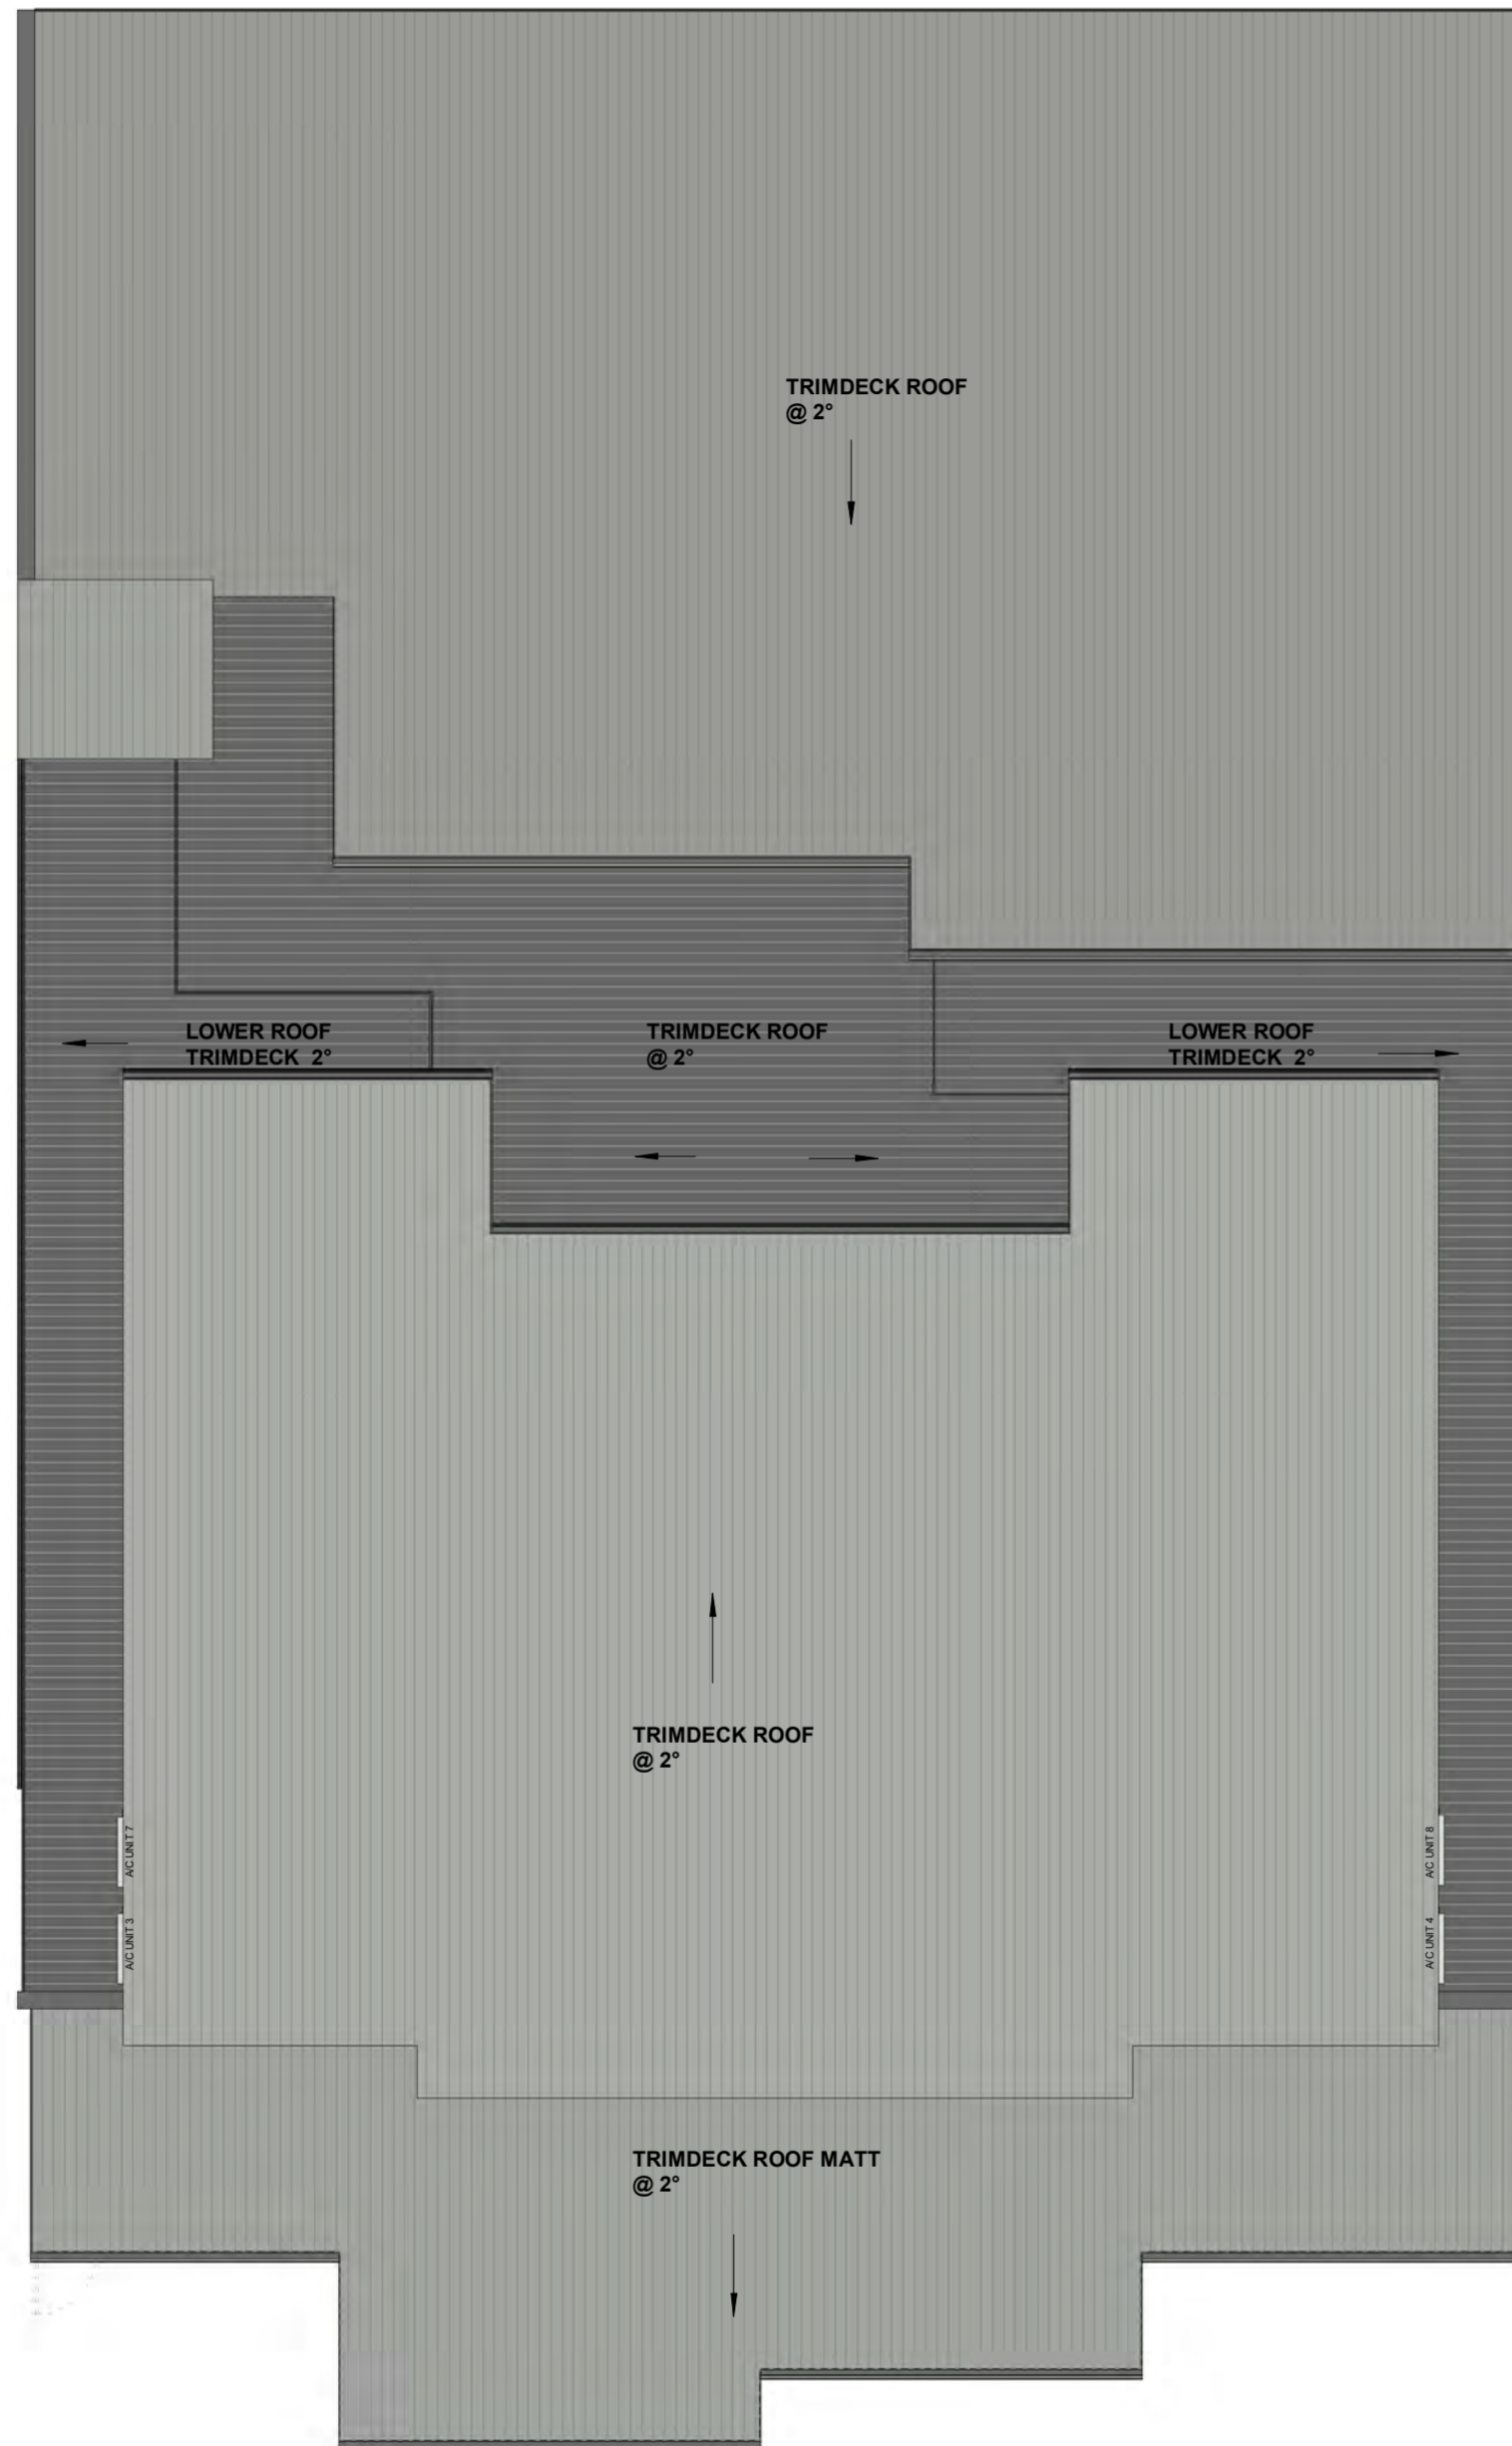 TRIMDECK ROOF
@ 2°
LOWER ROOF
TRIMDECK 2°
TRIMDECK ROOF
@ 2°
LOWER ROOF
TRIMDECK 2°
TRIMDECK ROOF
@ 2°
A/C UNIT 7
A/C UNIT 8
A/C UNIT 3
A/C UNIT 4
TRIMDECK ROOF MATT
@ 2°